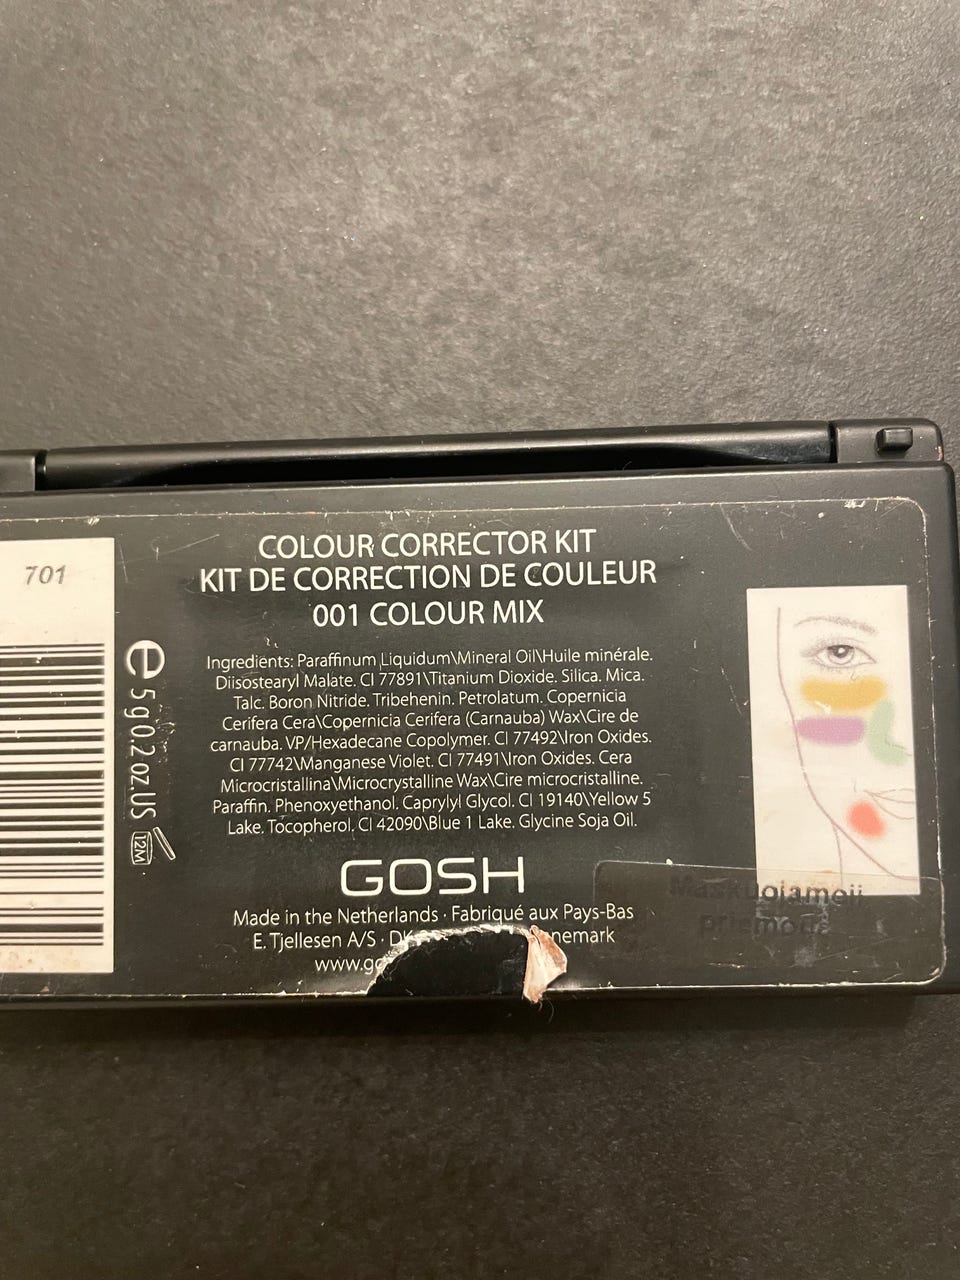 701
e 5 g 0.2 oz. US
12M
COLOUR CORRECTOR KIT
KIT DE CORRECTION DE COULEUR
001 COLOUR MIX
Ingredients: Paraffinum Liquidum\Mineral Oil\Huile minérale.
Diisostearyl Malate. CI 77891\Titanium Dioxide. Silica. Mica.
Talc. Boron Nitride. Tribehenin. Petrolatum. Copernicia
Cerifera Cera\Copernicia Cerifera (Carnauba) Wax\Cire de
carnauba. VP/Hexadecane Copolymer. CI 77492\Iron Oxides.
CI 77742\Manganese Violet. CI 77491\Iron Oxides. Cera
Microcristallina\Microcrystalline Wax\Cire microcristalline.
Paraffin. Phenoxyethanol. Caprylyl Glycol. CI 19140\Yellow 5
Lake. Tocopherol. CI 42090\Blue 1 Lake. Glycine Soja Oil.
GOSH
Made in the Netherlands · Fabriqué aux Pays-Bas
E. Tjellesen A/S ·
Maskuojameji
priemonė